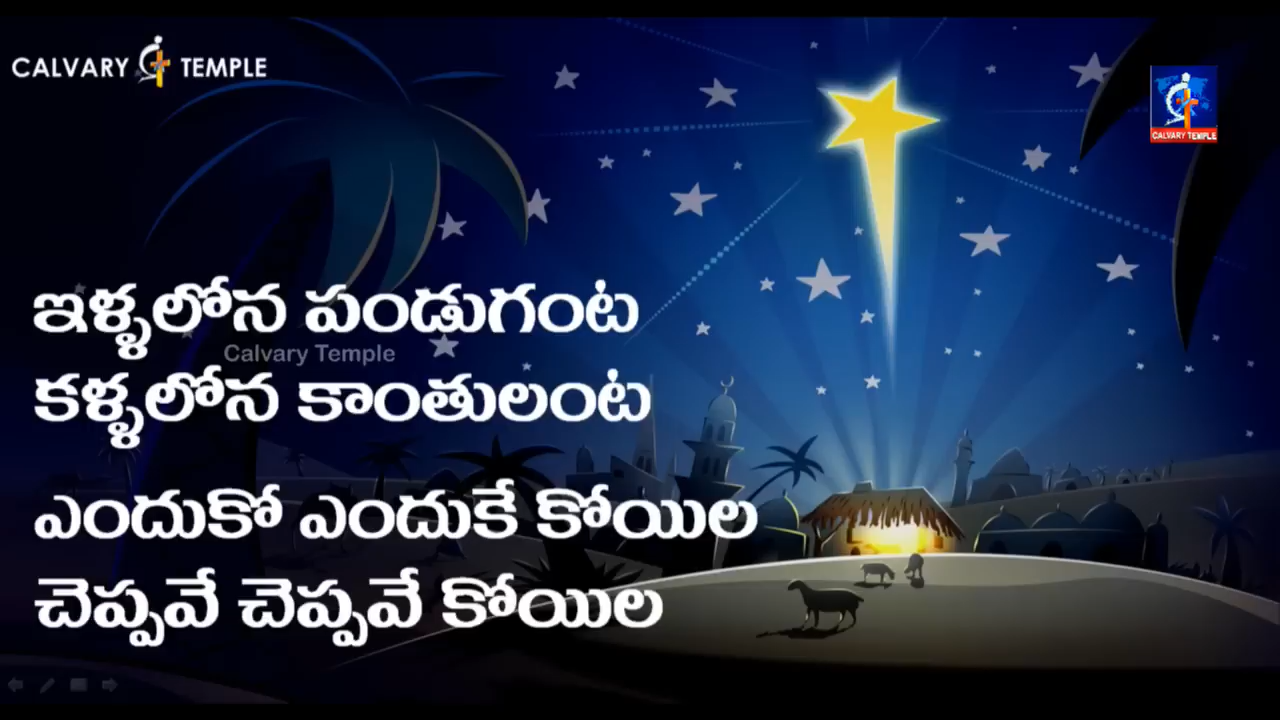 CALVARY TEMPLE
CALVARY TEMPLE
ఇళ్ళలోన పండుగంట
Calvary Temple
కళ్ళలోన కాంతులంట
ఎందుకో ఎందుకే కోయిల
చెప్పవే చెప్పవే కోయిల